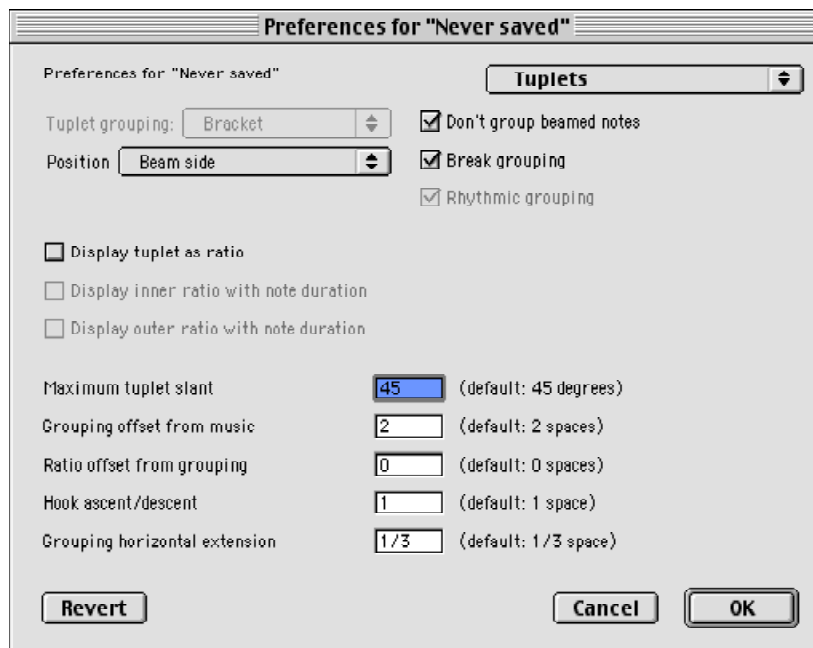 Preferences for "Never saved"
Preferences for "Never saved" Tuplets
Tuplet grouping: Bracket Don't group beamed notes
Position Beam side Break grouping
Rhythmic grouping
Display tuplet as ratio
Display inner ratio with note duration
Display outer ratio with note duration
Maximum tuplet slant 45 (default: 45 degrees)
Grouping offset from music 2 (default: 2 spaces)
Ratio offset from grouping 0 (default: 0 spaces)
Hook ascent/descent 1 (default: 1 space)
Grouping horizontal extension 1/3 (default: 1/3 space)
Revert Cancel OK